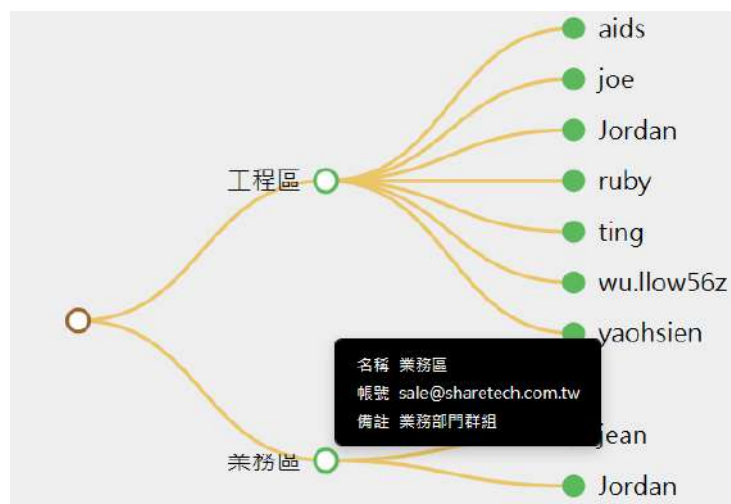 aids
joe
Jordan
工程區
ruby
ting
wu.llow56z
yaohsien
名稱 業務區
帳號 sale@sharetech.com.tw
備註 業務部門群組
jean
業務區
Jordan